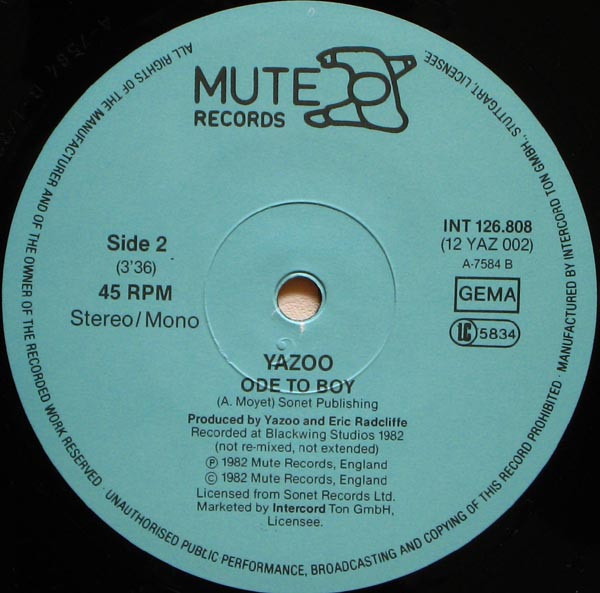 MUTE
RECORDS
Side 2
(3'36)
45 RPM
Stereo/Mono
INT 126.808
(12 YAZ 002)
A-7584 B
GEMA
LC 5834
YAZOO
ODE TO BOY
(A. Moyet) Sonet Publishing
Produced by Yazoo and Eric Radcliffe
Recorded at Blackwing Studios 1982
(not re-mixed, not extended)
Ⓟ 1982 Mute Records, England
© 1982 Mute Records, England
Licensed from Sonet Records Ltd.
Marketed by Intercord Ton GmbH,
Licensee.
ALL RIGHTS OF THE MANUFACTURER AND OF THE OWNER OF THE RECORDED WORK RESERVED · UNAUTHORISED PUBLIC PERFORMANCE, BROADCASTING AND COPYING OF THIS RECORD PROHIBITED · MANUFACTURED BY INTERCORD TON GMBH, STUTTGART, LICENSEE.